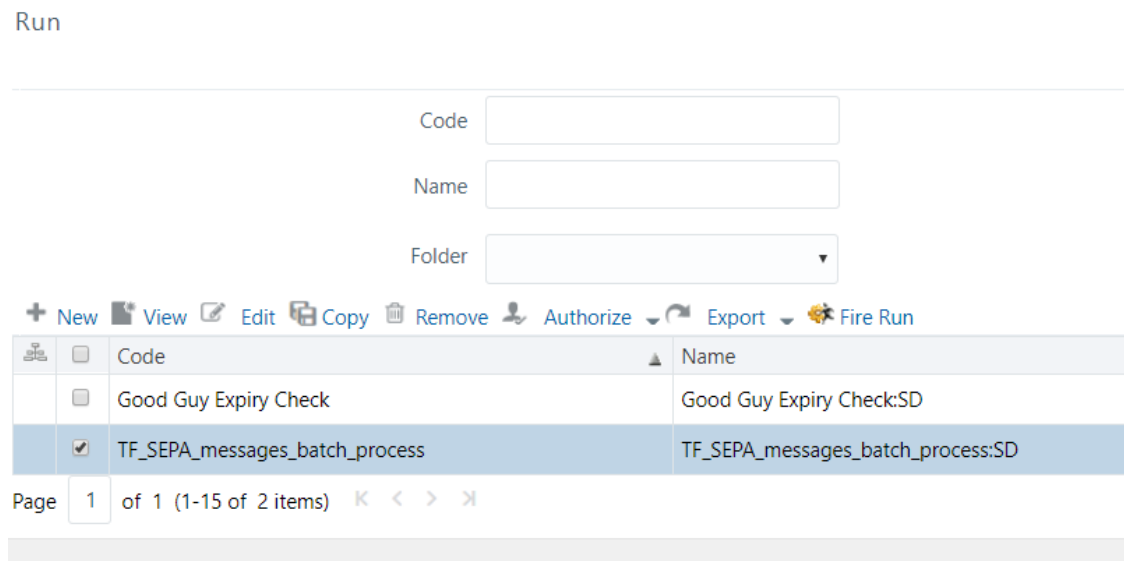 Run
Code
Name
Folder
New View Edit Copy Remove Authorize Export Fire Run
Code Name
Good Guy Expiry Check Good Guy Expiry Check:SD
TF_SEPA_messages_batch_process TF_SEPA_messages_batch_process:SD
Page 1 of 1 (1-15 of 2 items)